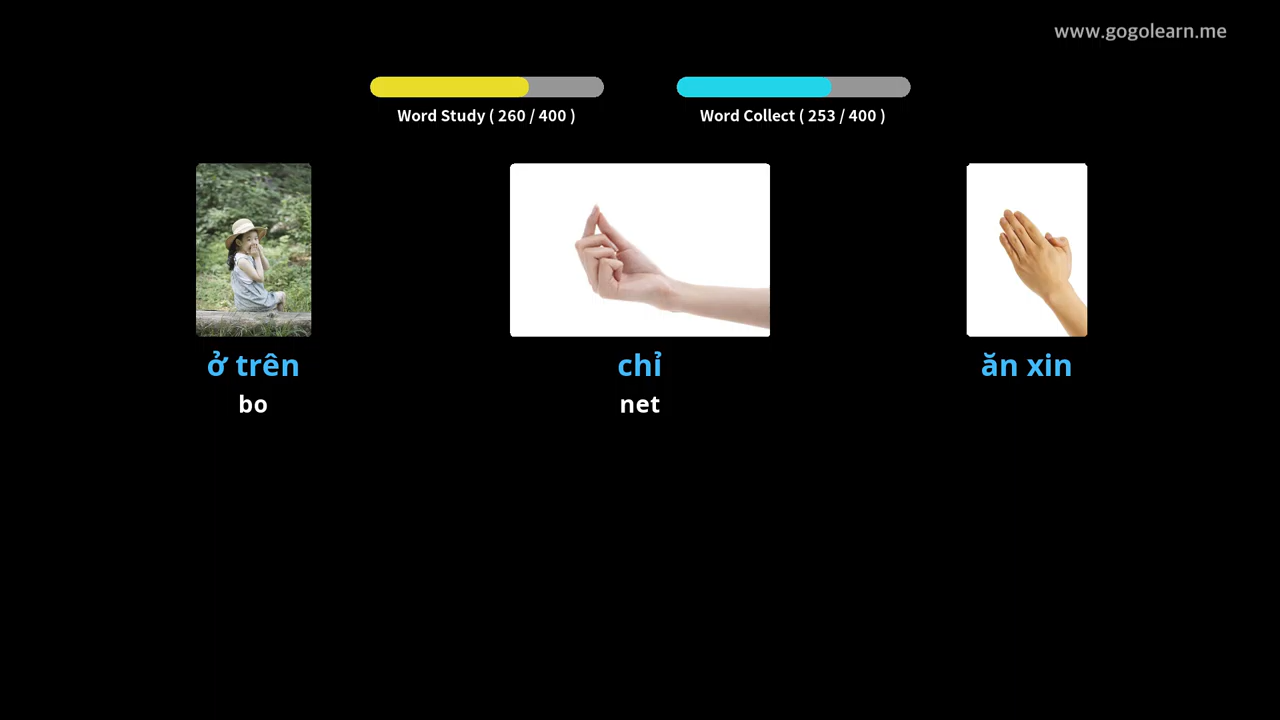 www.gogolearn.me
Word Study ( 260 / 400 )
Word Collect ( 253 / 400 )
ở trên
chỉ
ăn xin
bo
net